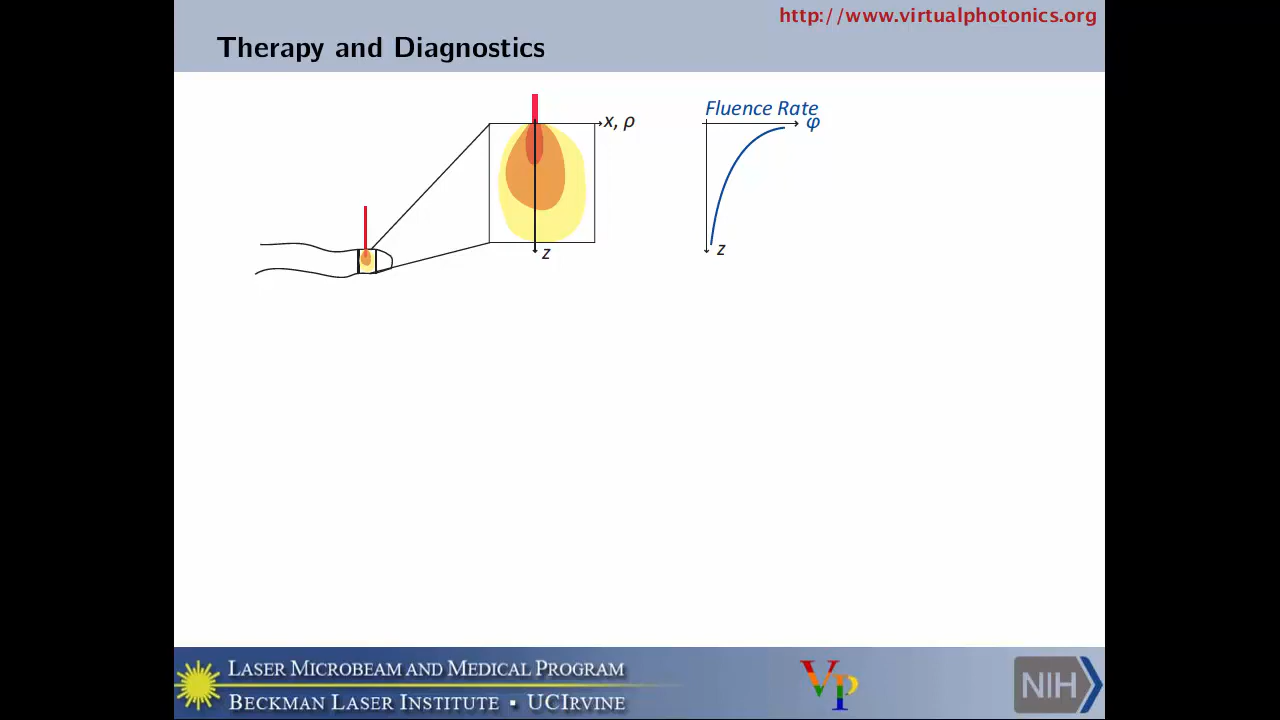 http://www.virtualphotonics.org
Therapy and Diagnostics
Fluence Rate
x, ρ
φ
z
z
LASER MICROBEAM AND MEDICAL PROGRAM
BECKMAN LASER INSTITUTE ▪ UCIRVINE
VP
NIH